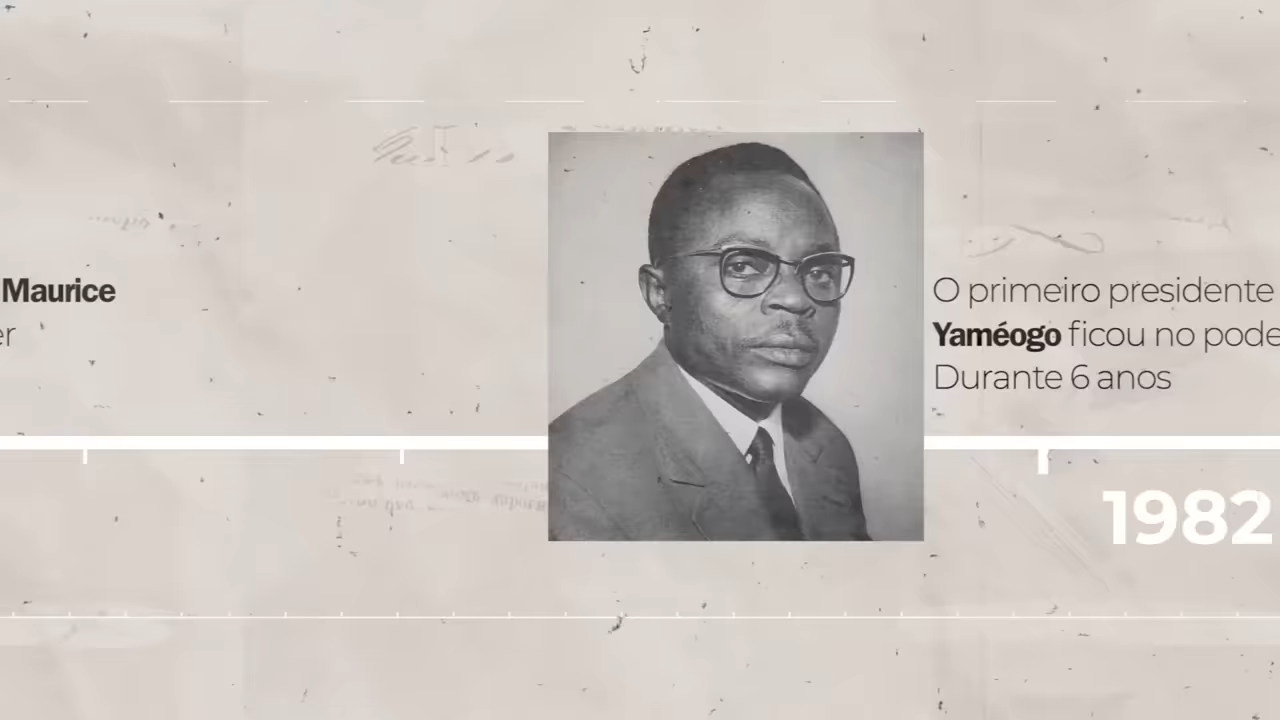 Maurice
er
O primeiro presidente
Yaméogo ficou no pode
Durante 6 anos
1982